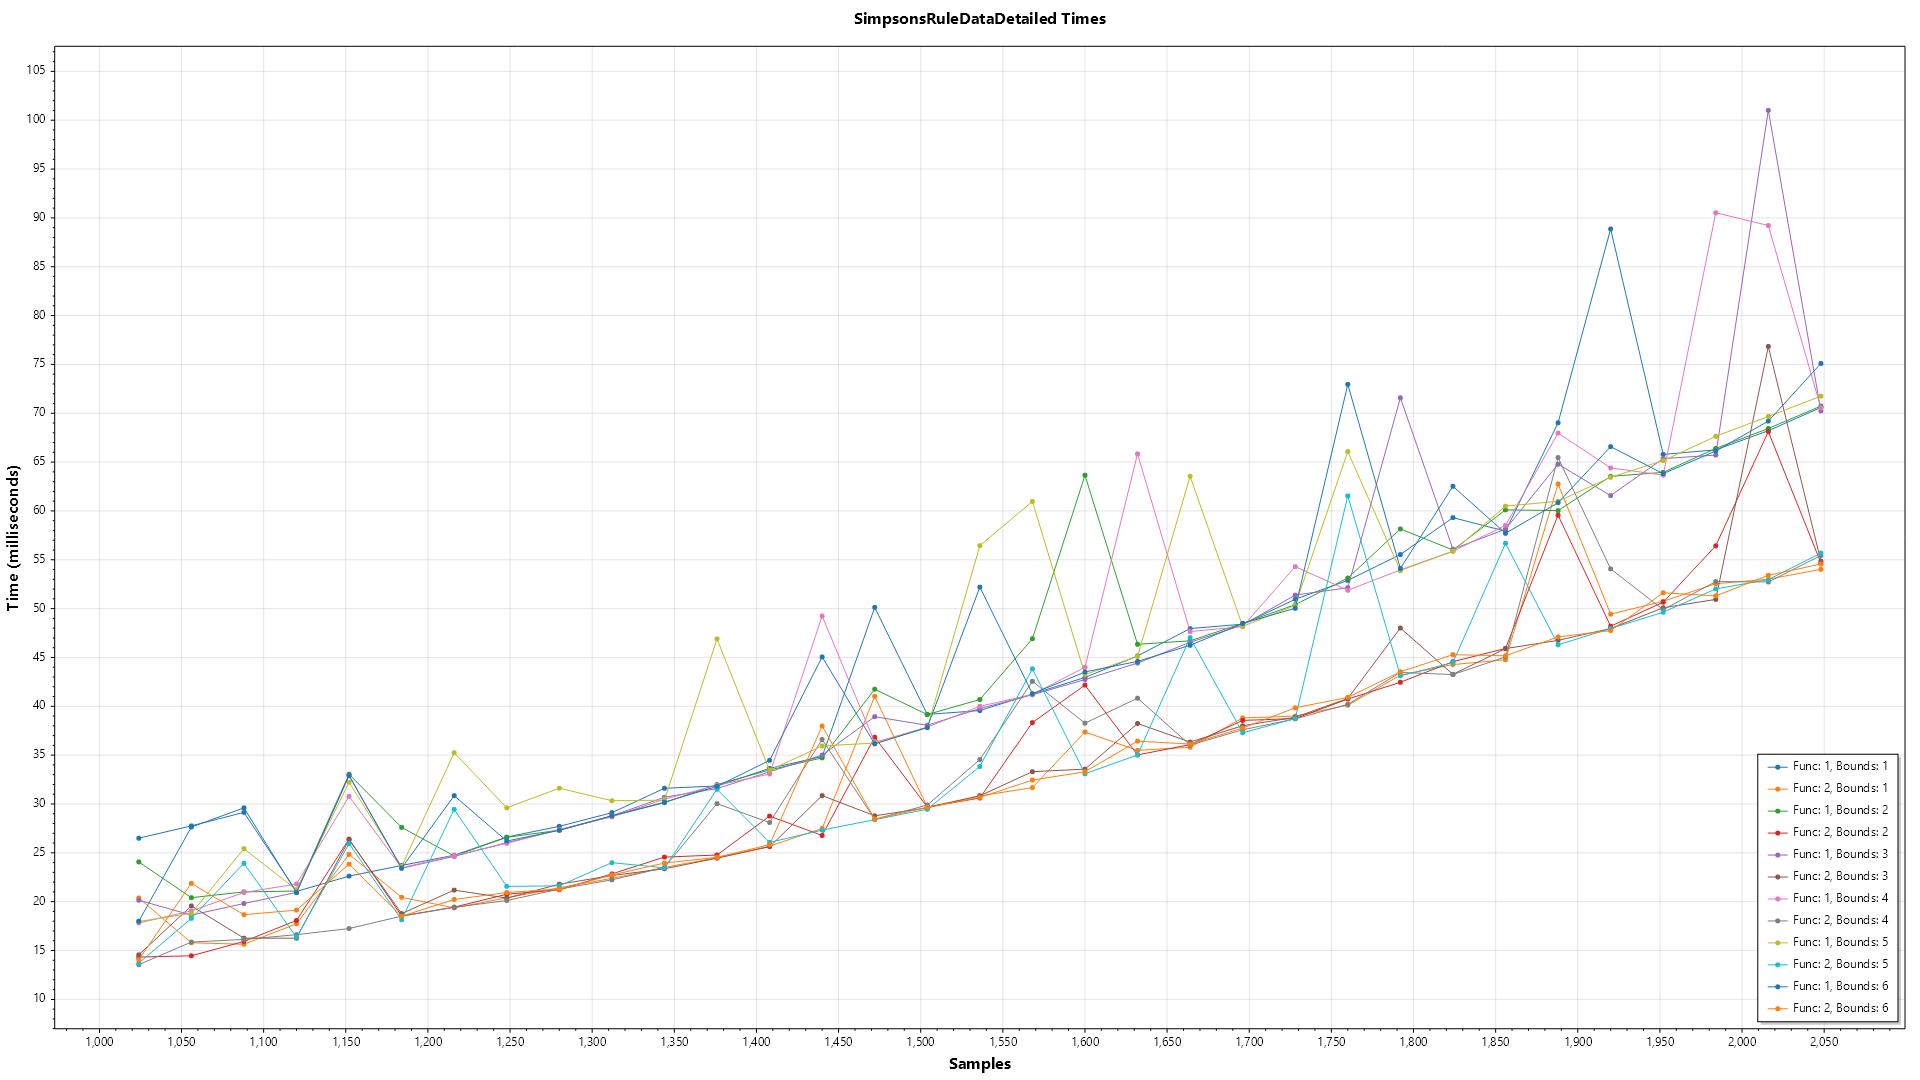 SimpsonsRuleDataDetailed Times
105
100
95
90
85
80
75
70
65
60
55
50
45
40
35
30
25
20
15
10
Time (milliseconds)
1,000 1,050 1,100 1,150 1,200 1,250 1,300 1,350 1,400 1,450 1,500 1,550 1,600 1,650 1,700 1,750 1,800 1,850 1,900 1,950 2,000 2,050
Samples
Func: 1, Bounds: 1
Func: 2, Bounds: 1
Func: 1, Bounds: 2
Func: 2, Bounds: 2
Func: 1, Bounds: 3
Func: 2, Bounds: 3
Func: 1, Bounds: 4
Func: 2, Bounds: 4
Func: 1, Bounds: 5
Func: 2, Bounds: 5
Func: 1, Bounds: 6
Func: 2, Bounds: 6